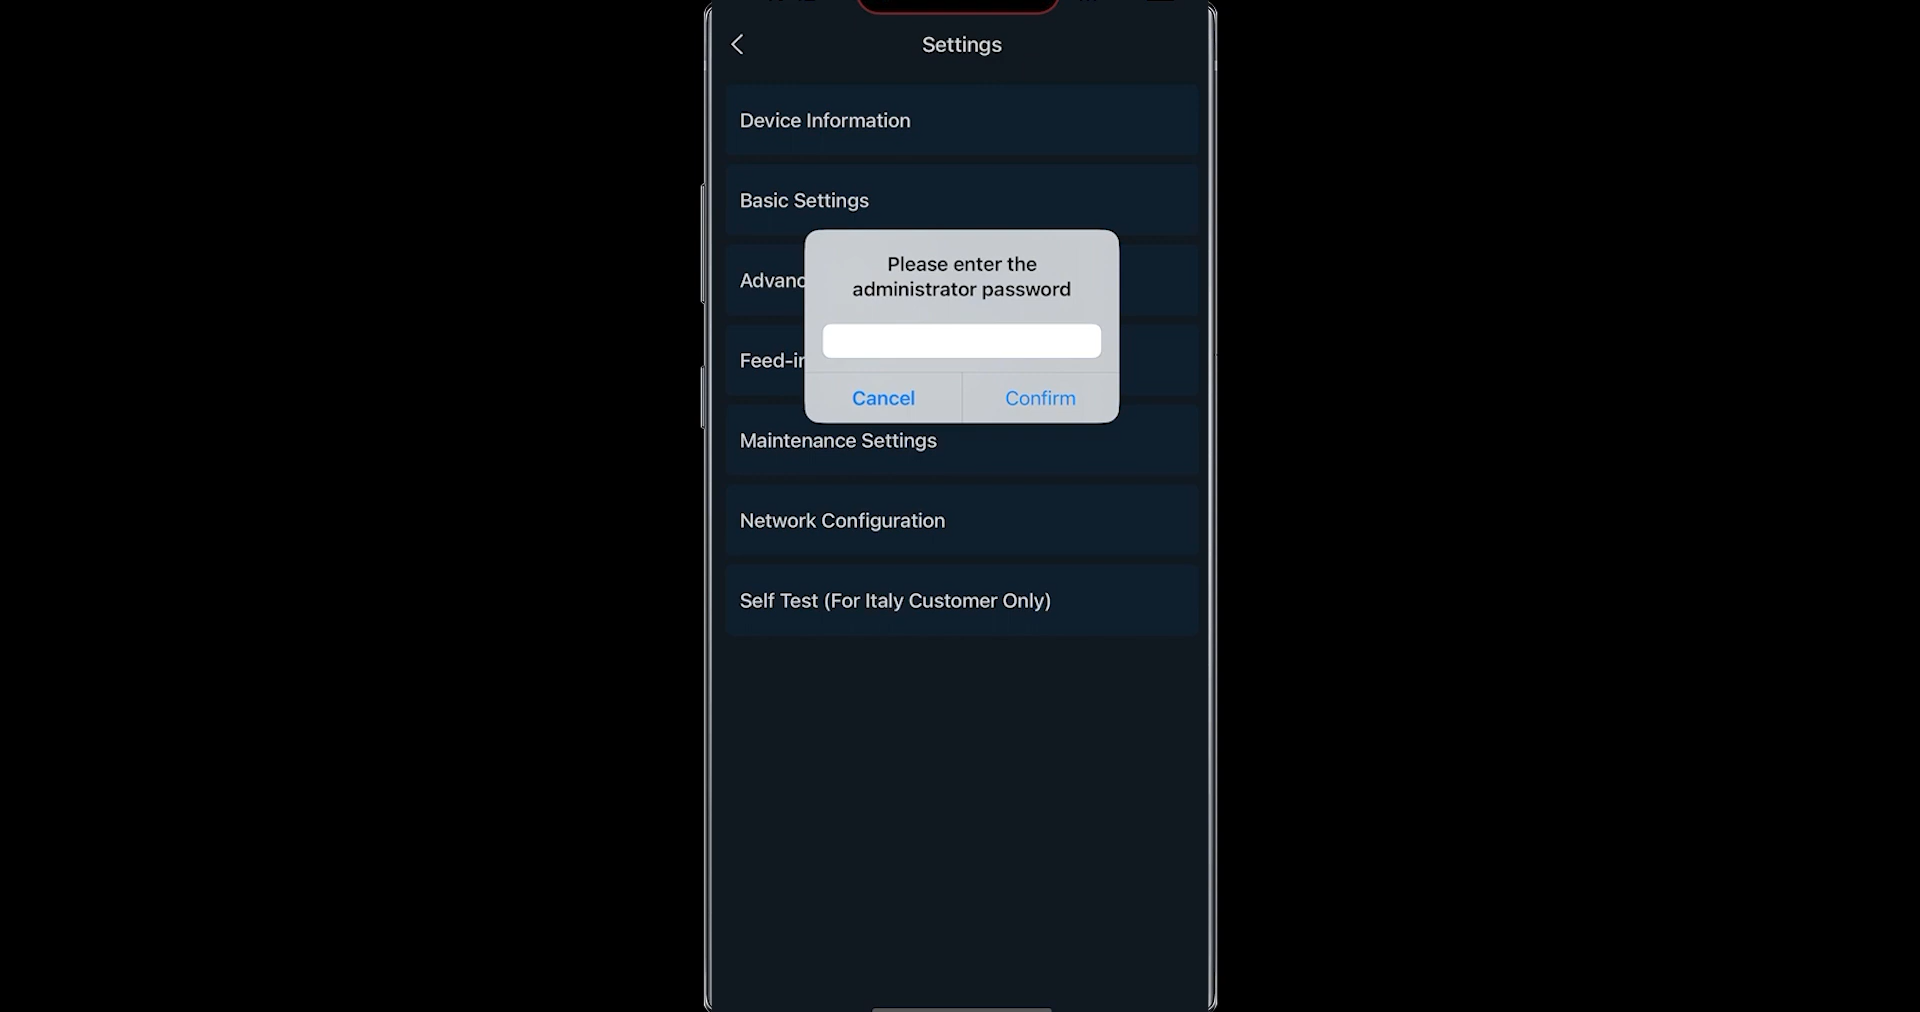 Settings
Device Information
Basic Settings
Please enter the
administrator password
Advanc
Feed-in
Cancel Confirm
Maintenance Settings
Network Configuration
Self Test (For Italy Customer Only)